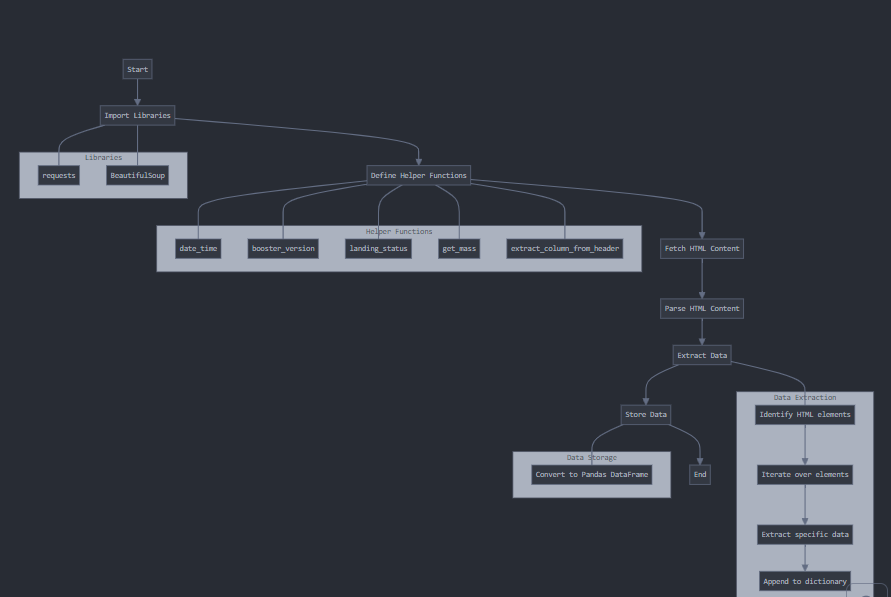 Start
Import Libraries
Libraries
requests
BeautifulSoup
Define Helper Functions
Helper Functions
date_time
booster_version
landing_status
get_mass
extract_column_from_header
Fetch HTML Content
Parse HTML Content
Extract Data
Store Data
Data Storage
Convert to Pandas DataFrame
End
Data Extraction
Identify HTML elements
Iterate over elements
Extract specific data
Append to dictionary